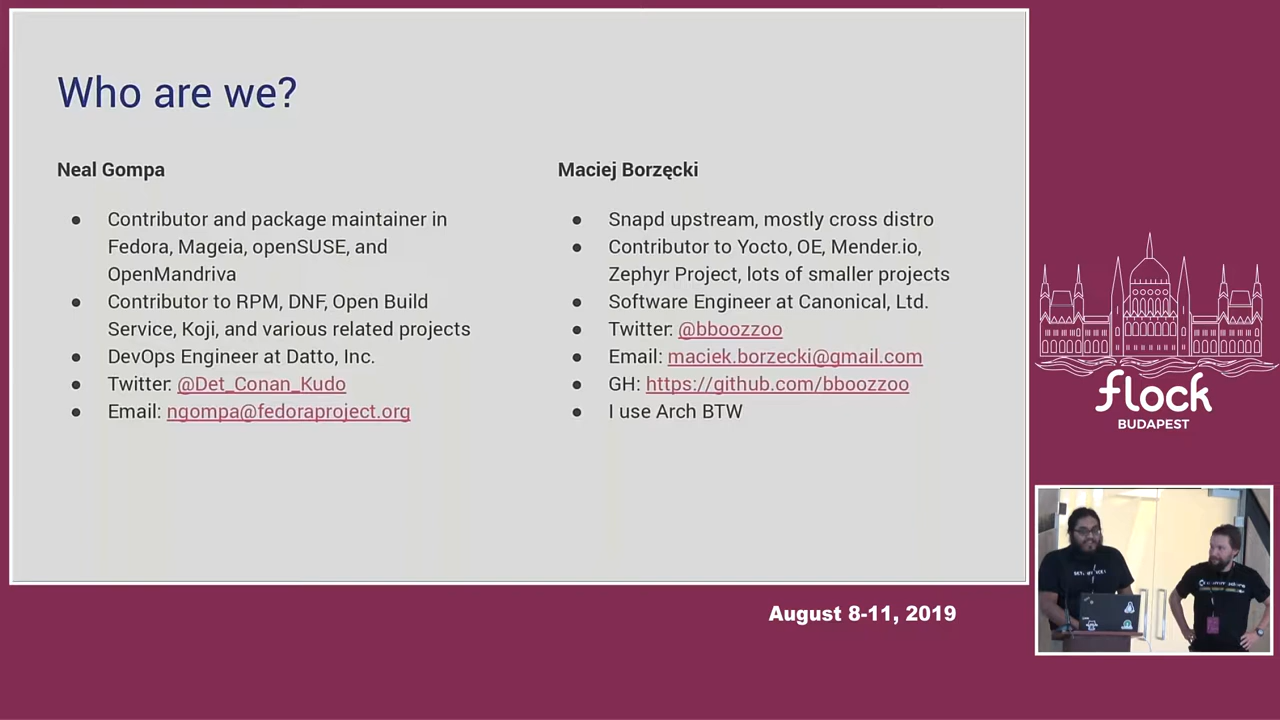 Who are we?
Neal Gompa
● Contributor and package maintainer in
Fedora, Mageia, openSUSE, and
OpenMandriva
● Contributor to RPM, DNF, Open Build
Service, Koji, and various related projects
● DevOps Engineer at Datto, Inc.
● Twitter: @Det_Conan_Kudo
● Email: ngompa@fedoraproject.org
Maciej Borzęcki
● Snapd upstream, mostly cross distro
● Contributor to Yocto, OE, Mender.io,
Zephyr Project, lots of smaller projects
● Software Engineer at Canonical, Ltd.
● Twitter: @bboozzoo
● Email: maciek.borzecki@gmail.com
● GH: https://github.com/bboozzoo
● I use Arch BTW
flock
BUDAPEST
August 8-11, 2019